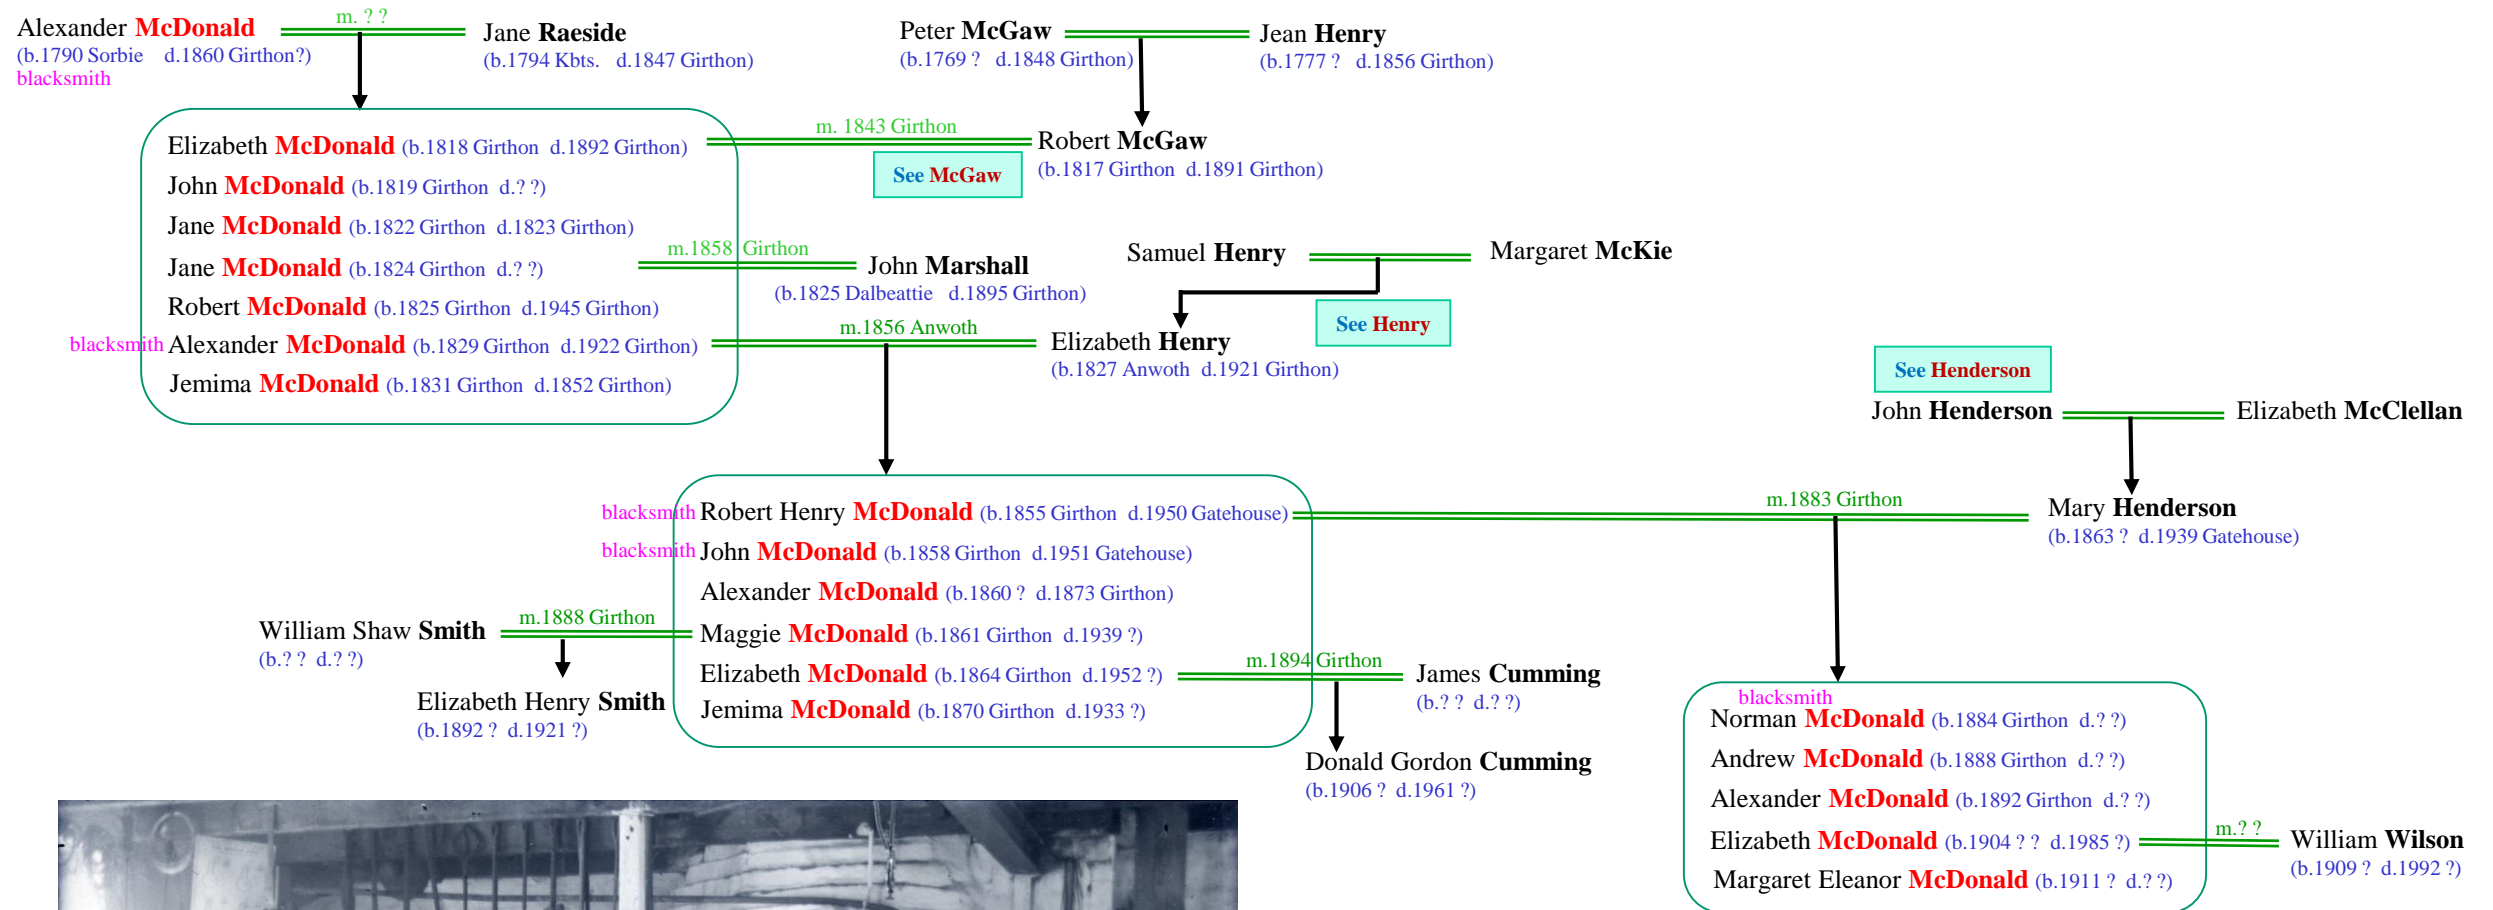 Alexander McDonald
m. ? ?
Jane Raeside
(b.1790 Sorbie d.1860 Girthon?)
(b.1794 Kbts. d.1847 Girthon)
blacksmith
Peter McGaw
Jean Henry
(b.1769 ? d.1848 Girthon)
(b.1777 ? d.1856 Girthon)
Elizabeth McDonald (b.1818 Girthon d.1892 Girthon)
m. 1843 Girthon
Robert McGaw
(b.1817 Girthon d.1891 Girthon)
See McGaw
John McDonald (b.1819 Girthon d.? ?)
Jane McDonald (b.1822 Girthon d.1823 Girthon)
Jane McDonald (b.1824 Girthon d.? ?)
m.1858 Girthon
John Marshall
(b.1825 Dalbeattie d.1895 Girthon)
Samuel Henry
Margaret McKie
See Henry
Robert McDonald (b.1825 Girthon d.1945 Girthon)
blacksmith Alexander McDonald (b.1829 Girthon d.1922 Girthon)
m.1856 Anwoth
Elizabeth Henry
(b.1827 Anwoth d.1921 Girthon)
Jemima McDonald (b.1831 Girthon d.1852 Girthon)
See Henderson
John Henderson
Elizabeth McClellan
blacksmith Robert Henry McDonald (b.1855 Girthon d.1950 Gatehouse)
m.1883 Girthon
Mary Henderson
(b.1863 ? d.1939 Gatehouse)
blacksmith John McDonald (b.1858 Girthon d.1951 Gatehouse)
Alexander McDonald (b.1860 ? d.1873 Girthon)
William Shaw Smith
(b.? ? d.? ?)
m.1888 Girthon
Maggie McDonald (b.1861 Girthon d.1939 ?)
Elizabeth Henry Smith
(b.1892 ? d.1921 ?)
Elizabeth McDonald (b.1864 Girthon d.1952 ?)
m.1894 Girthon
James Cumming
(b.? ? d.? ?)
Jemima McDonald (b.1870 Girthon d.1933 ?)
Donald Gordon Cumming
(b.1906 ? d.1961 ?)
blacksmith
Norman McDonald (b.1884 Girthon d.? ?)
Andrew McDonald (b.1888 Girthon d.? ?)
Alexander McDonald (b.1892 Girthon d.? ?)
Elizabeth McDonald (b.1904 ? ? d.1985 ?)
m.? ?
William Wilson
(b.1909 ? d.1992 ?)
Margaret Eleanor McDonald (b.1911 ? d.? ?)